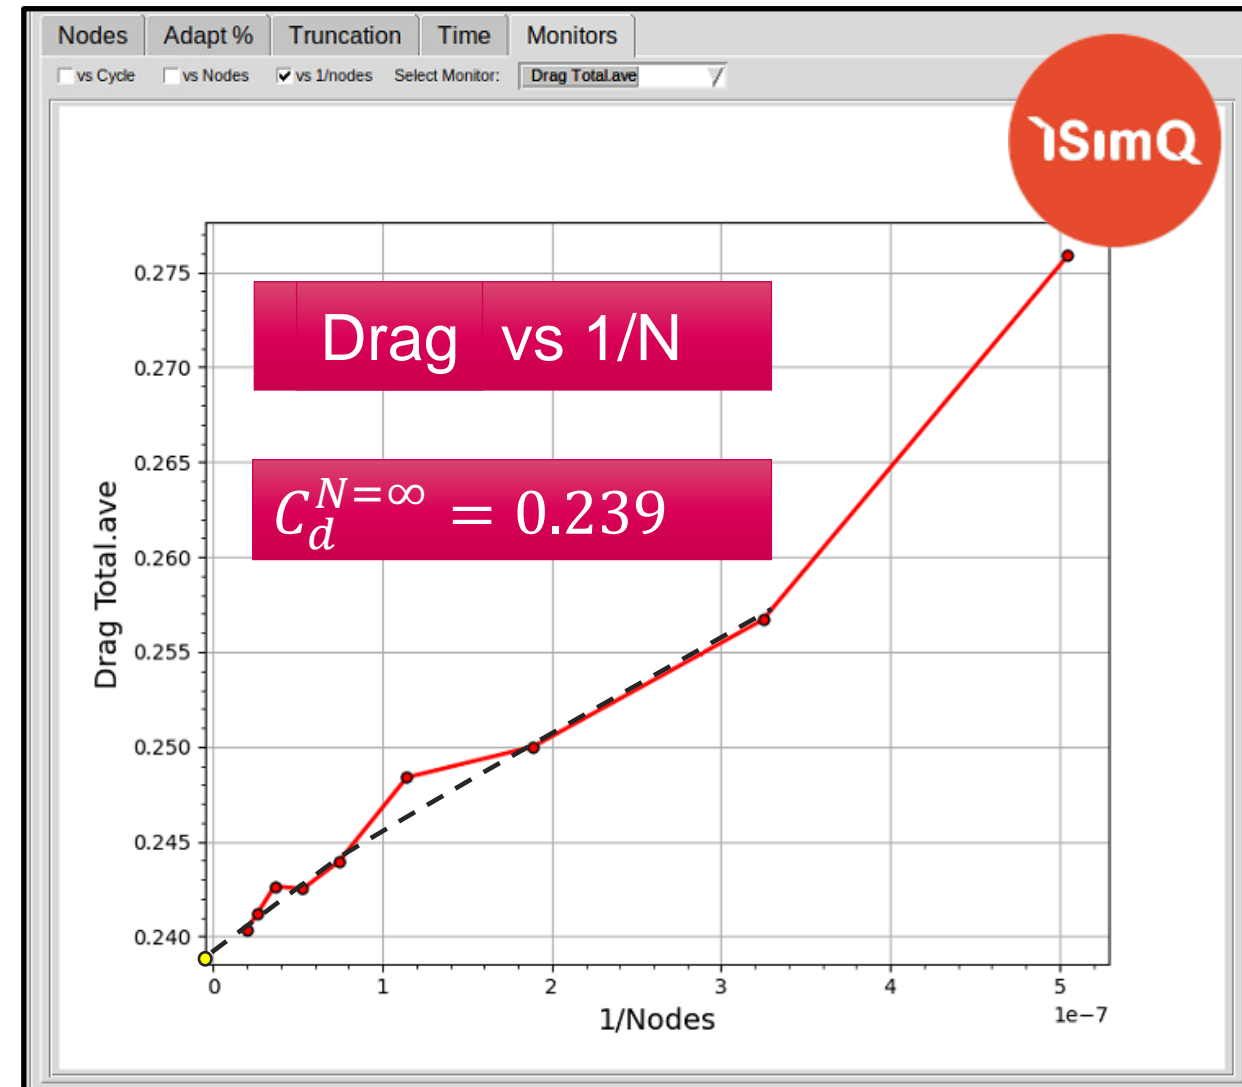 Nodes Adapt % Truncation Time Monitors
vs Cycle vs Nodes vs 1/nodes Select Monitor: Drag Total.ave
iSimQ
Drag vs 1/N
C_d^{N=∞} = 0.239
0.275
0.270
0.265
0.260
0.255
0.250
0.245
0.240
Drag Total.ave
0 1 2 3 4 5
1e−7
1/Nodes